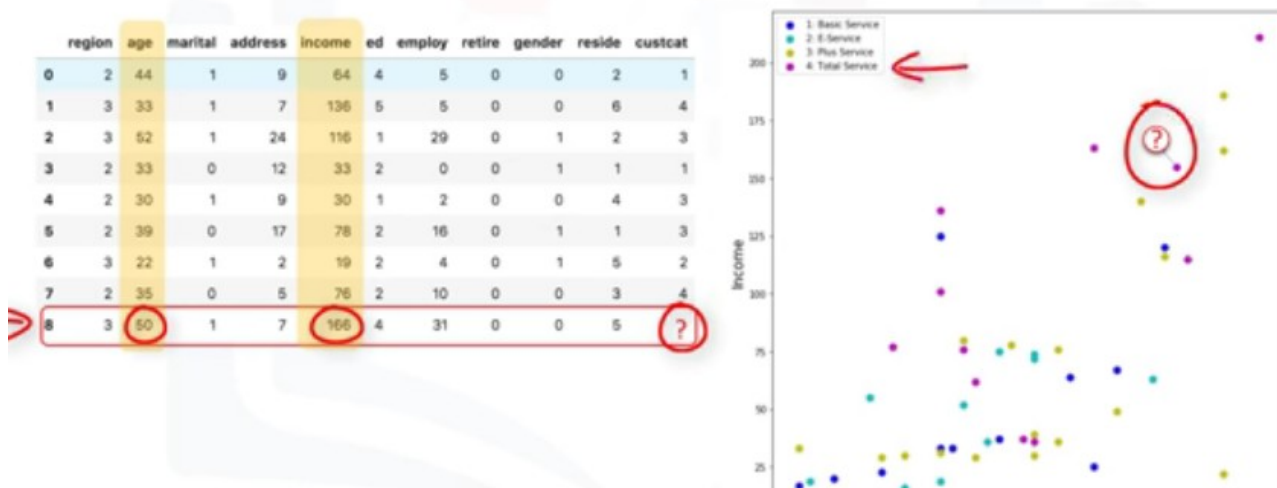 region age marital address income ed employ retire gender reside custcat
0 2 44 1 9 64 4 5 0 0 2 1
1 3 33 1 7 136 5 5 0 0 6 4
2 3 52 1 24 116 1 29 0 1 2 3
3 2 33 0 12 33 2 0 0 1 1 1
4 2 30 1 9 30 1 2 0 0 4 3
5 2 39 0 17 78 2 16 0 1 1 3
6 3 22 1 2 19 2 4 0 1 5 2
7 2 35 0 5 76 2 10 0 0 3 4
8 3 50 1 7 166 4 31 0 0 5 ?
1: Basic Service
2: E-Service
3: Plus Service
4: Total Service
200
175
?
150
125
Income
100
75
50
25